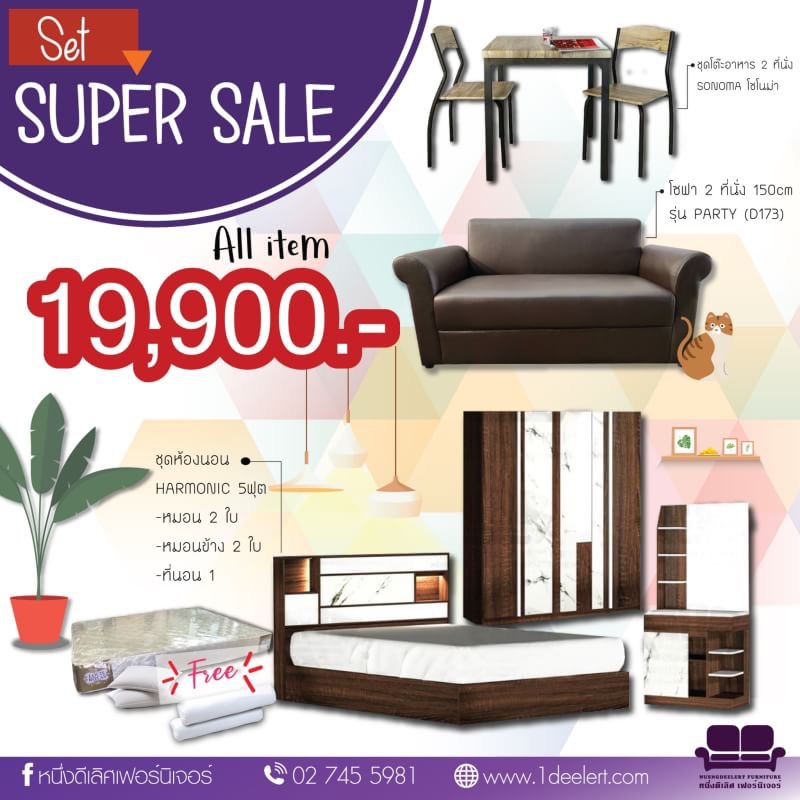 Set
SUPER SALE
ชุดโต๊ะอาหาร 2 ที่นั่ง
SONOMA โซโนม่า
โซฟา 2 ที่นั่ง 150cm
รุ่น PARTY (D173)
All item
19,900.-
ชุดห้องนอน
HARMONIC 5ฟุต
-หมอน 2 ใบ
-หมอนข้าง 2 ใบ
-ที่นอน 1
Free
หนึ่งดีเลิศเฟอร์นิเจอร์
02 745 5981
www.1deelert.com
NUENGDEELERT FURNITURE
หนึ่งดีเลิศ เฟอร์นิเจอร์